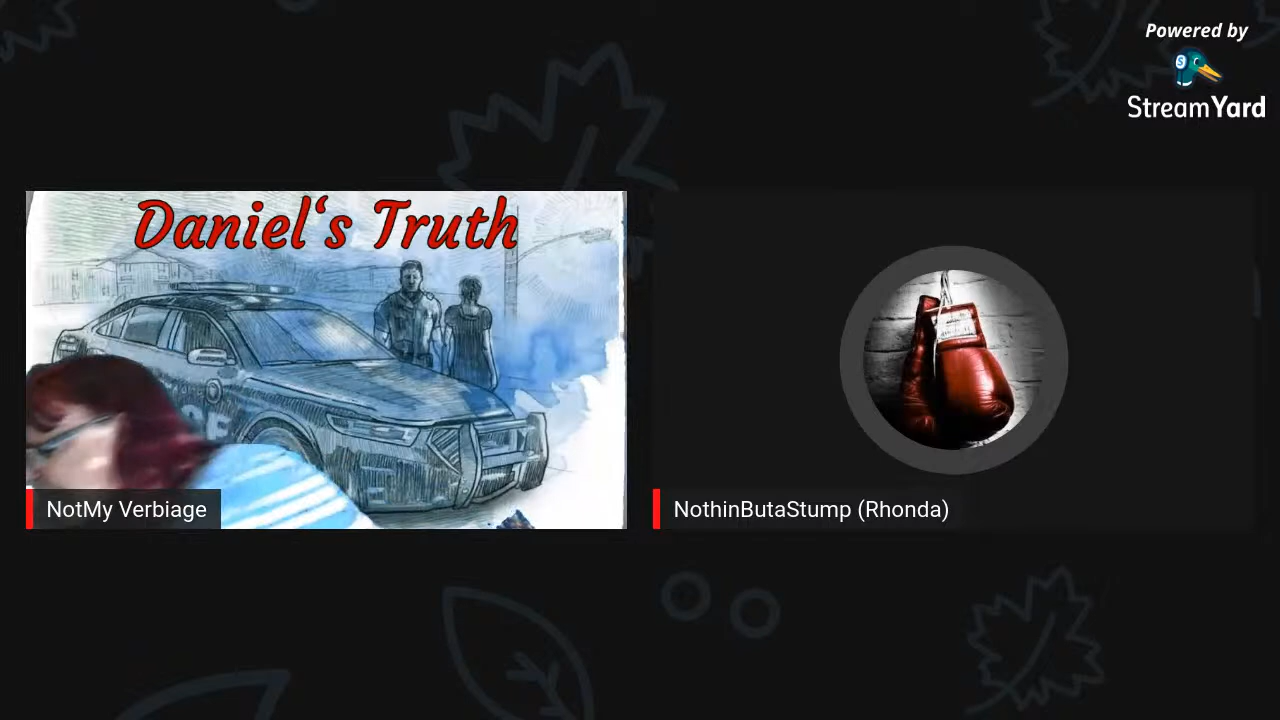 Powered by
StreamYard
Daniel‘s Truth
NotMy Verbiage
NothinButaStump (Rhonda)